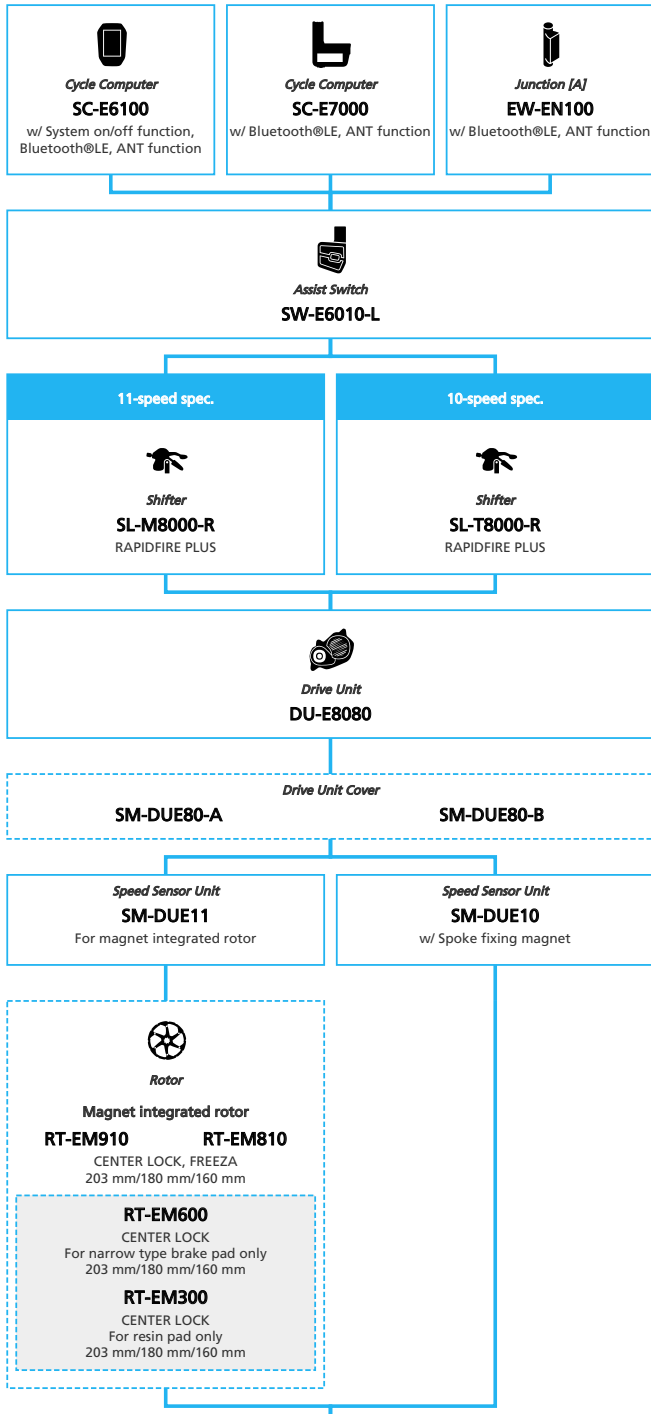 Cycle Computer
SC-E6100
w/ System on/off function,
Bluetooth®LE, ANT function
Cycle Computer
SC-E7000
w/ Bluetooth®LE, ANT function
Junction [A]
EW-EN100
w/ Bluetooth®LE, ANT function
Assist Switch
SW-E6010-L
11-speed spec.
Shifter
SL-M8000-R
RAPIDFIRE PLUS
10-speed spec.
Shifter
SL-T8000-R
RAPIDFIRE PLUS
Drive Unit
DU-E8080
Drive Unit Cover
SM-DUE80-A SM-DUE80-B
Speed Sensor Unit
SM-DUE11
For magnet integrated rotor
Speed Sensor Unit
SM-DUE10
w/ Spoke fixing magnet
Rotor
Magnet integrated rotor
RT-EM910 RT-EM810
CENTER LOCK, FREEZA
203 mm/180 mm/160 mm
RT-EM600
CENTER LOCK
For narrow type brake pad only
203 mm/180 mm/160 mm
RT-EM300
CENTER LOCK
For resin pad only
203 mm/180 mm/160 mm